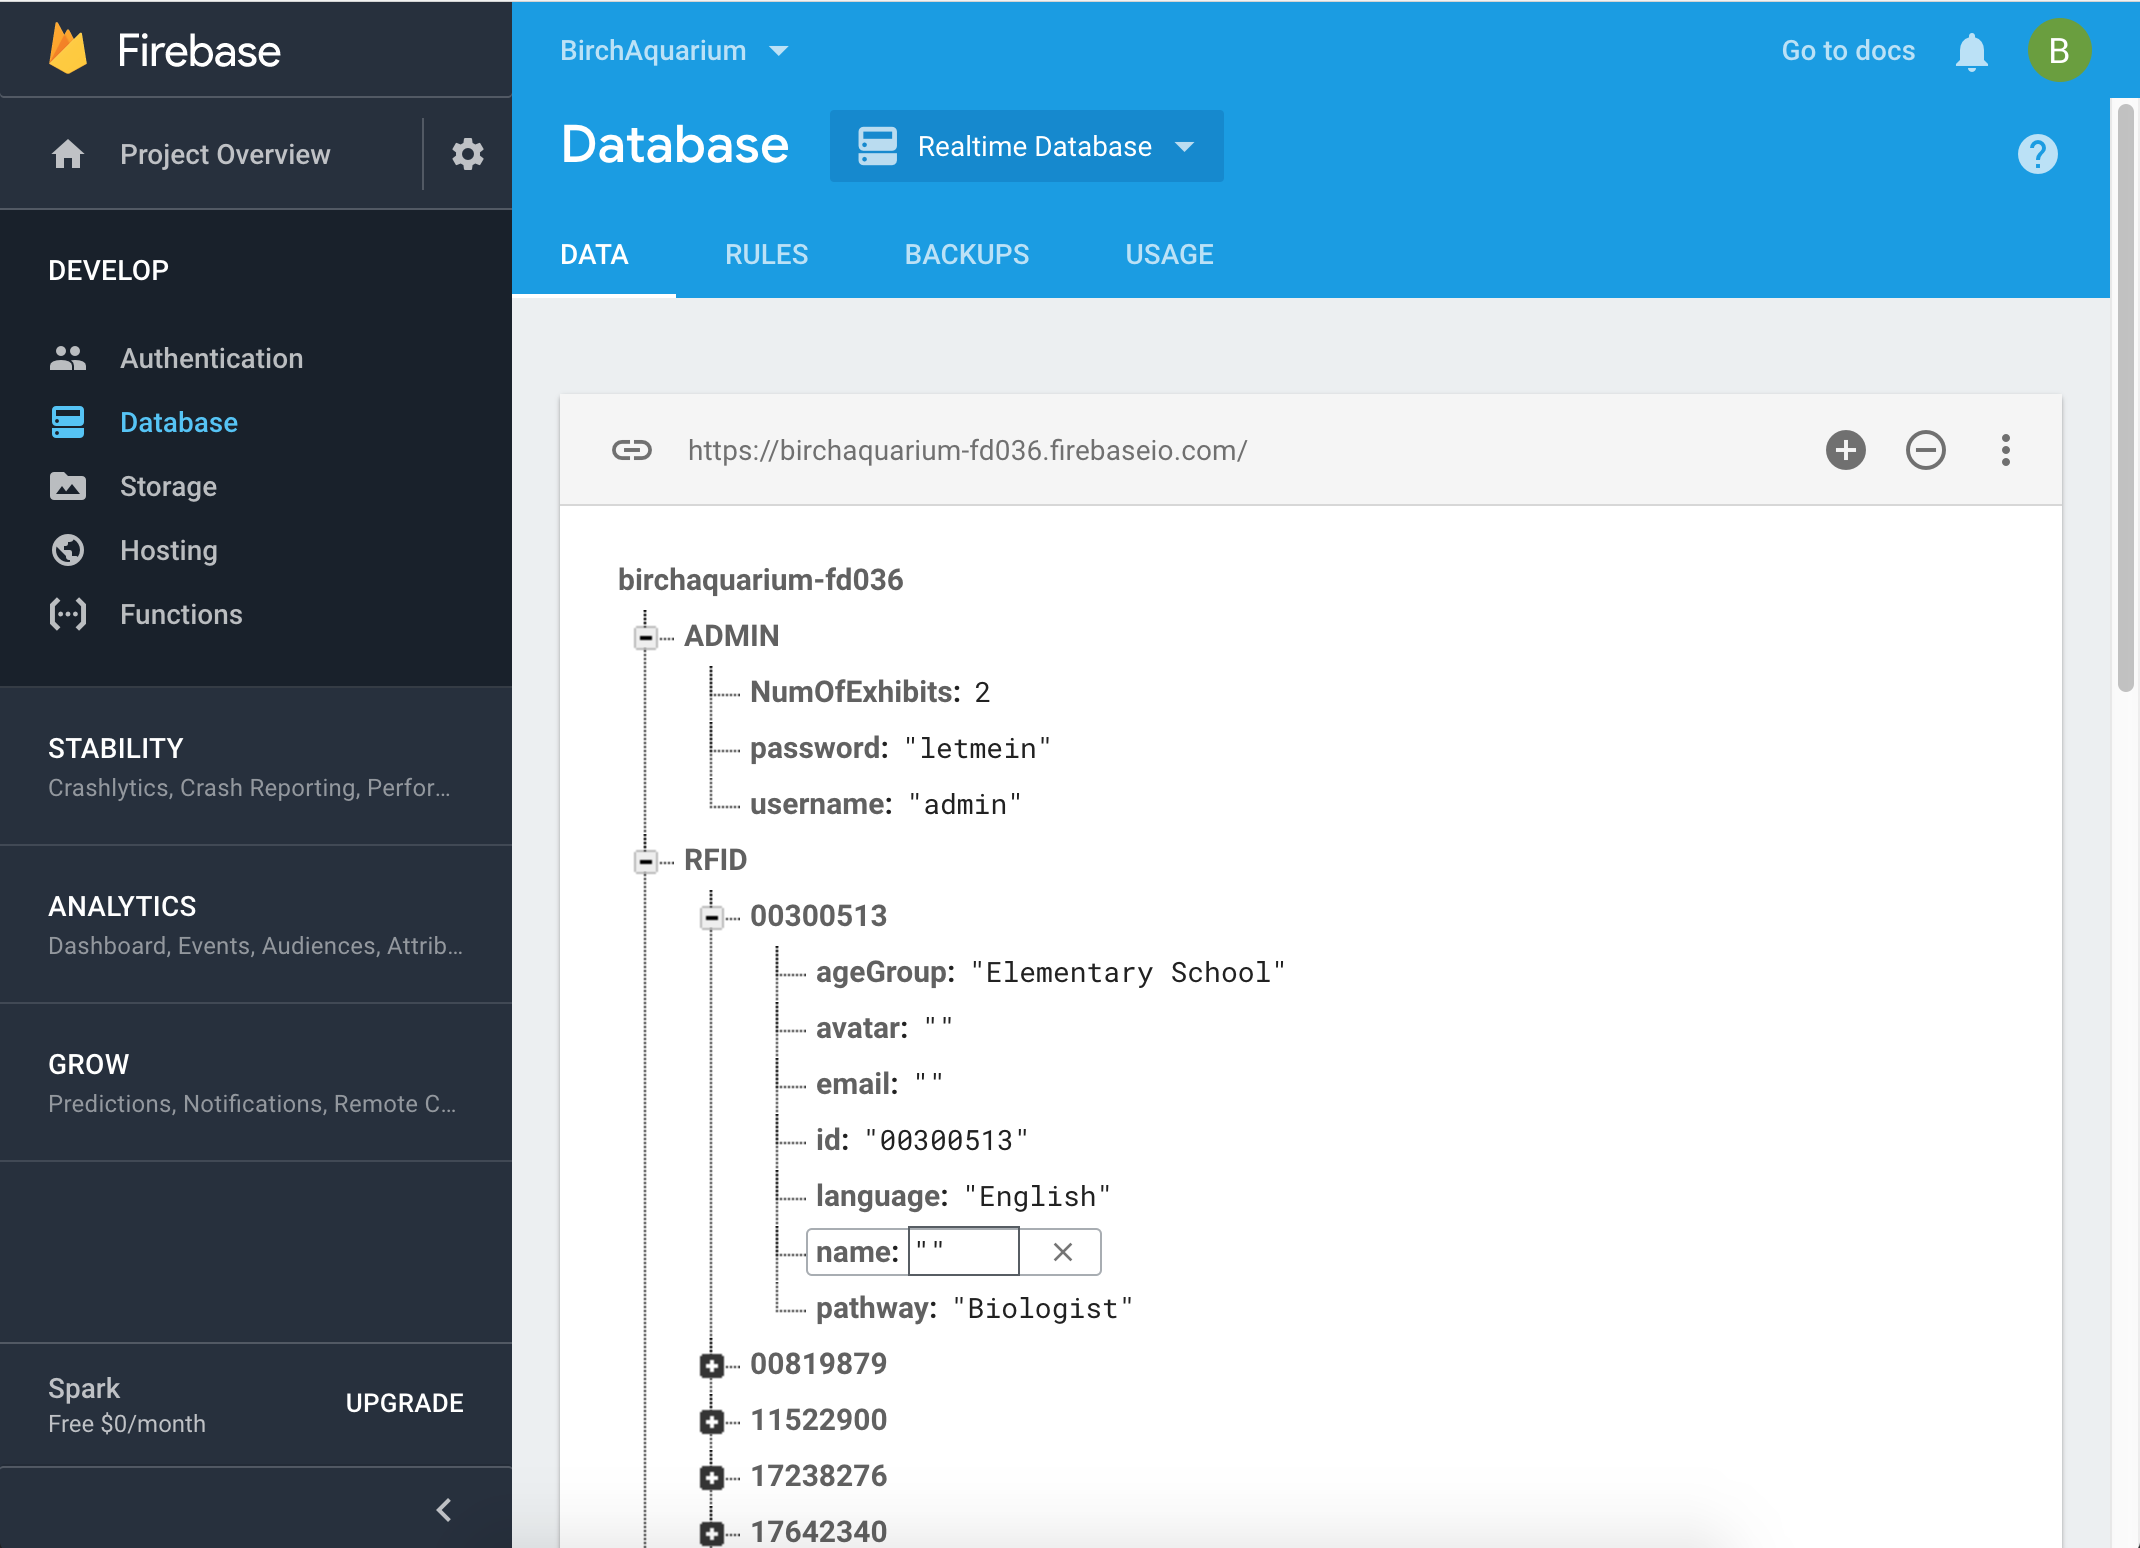 Firebase
BirchAquarium
Go to docs
B
Project Overview
Database
Realtime Database
?
DATA
RULES
BACKUPS
USAGE
DEVELOP
Authentication
Database
Storage
Hosting
Functions
STABILITY
Crashlytics, Crash Reporting, Perfor...
ANALYTICS
Dashboard, Events, Audiences, Attrib...
GROW
Predictions, Notifications, Remote C...
Spark
Free $0/month
UPGRADE
https://birchaquarium-fd036.firebaseio.com/
birchaquarium-fd036
ADMIN
NumOfExhibits: 2
password: "letmein"
username: "admin"
RFID
00300513
ageGroup: "Elementary School"
avatar: ""
email: ""
id: "00300513"
language: "English"
name: ""
pathway: "Biologist"
00819879
11522900
17238276
17642340